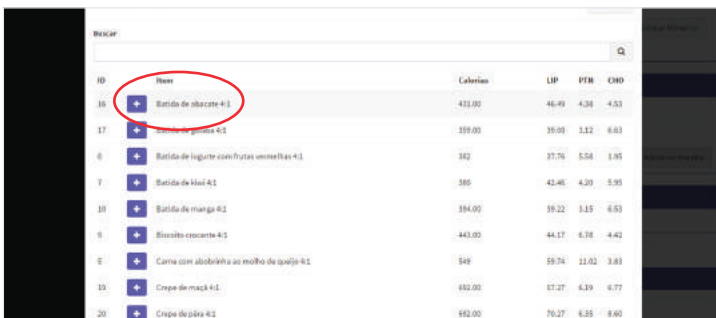 Buscar
ID Item Calorias LIP PTN CHO
16 Batida de abacate 4:1 431.00 46.49 4.38 4.53
17 Batida de goiaba 4:1 359.00 39.00 3.12 6.63
8 Batida de iogurte com frutas vermelhas 4:1 382 37.76 5.58 3.95
7 Batida de kiwi 4:1 386 42.46 4.20 5.95
10 Batida de manga 4:1 394.00 39.22 3.15 6.53
Biscoito crocante 4:1 443.00 44.17 6.78 4.42
Carne com abobrinha ao molho de queijo 4:1 549 59.74 11.02 3.83
19 Crepe de maçã 4:1 692.00 67.27 6.19 6.77
20 Crepe de pêra 4:1 692.00 70.27 6.35 8.60